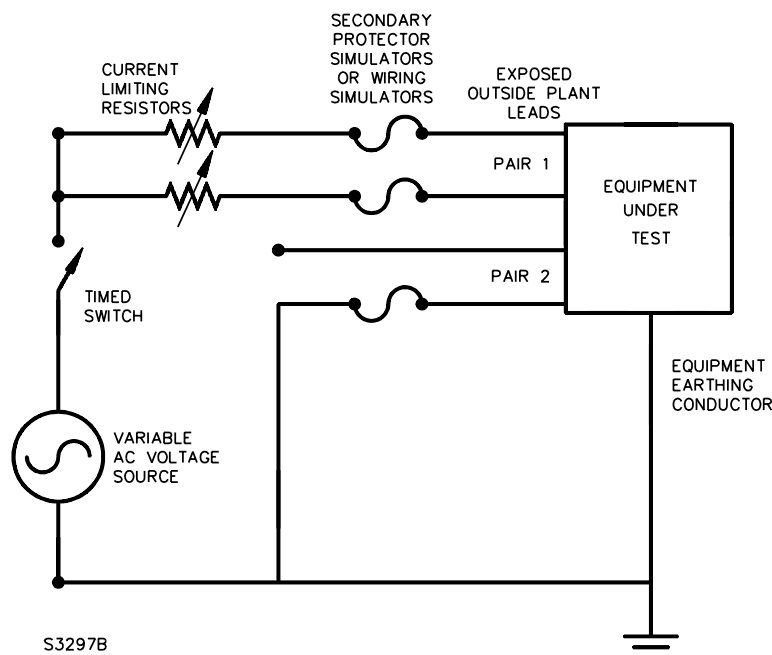 SECONDARY
PROTECTOR
SIMULATORS
OR WIRING
SIMULATORS
CURRENT
LIMITING
RESISTORS
EXPOSED
OUTSIDE PLANT
LEADS
PAIR 1
EQUIPMENT
UNDER
TEST
PAIR 2
TIMED
SWITCH
EQUIPMENT
EARTHING
CONDUCTOR
VARIABLE
AC VOLTAGE
SOURCE
S3297B